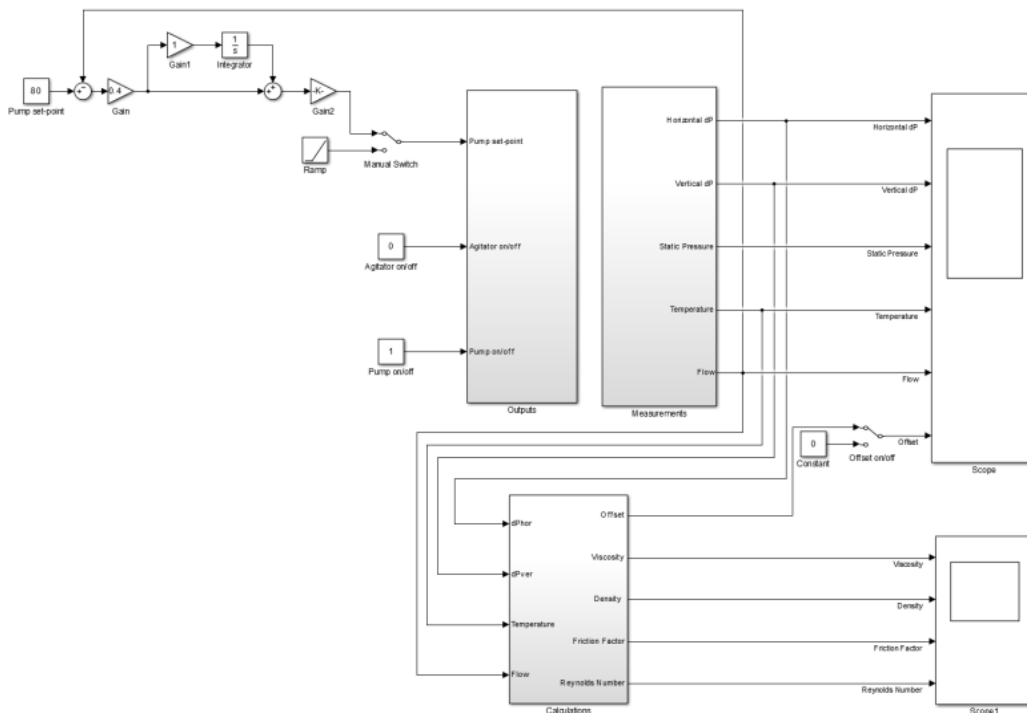 1
1
s
Gain1
Integrator
80
0.4
-K-
Pump set-point
Gain
Gain2
Ramp
Manual Switch
Pump set-point
0
Agitator on/off
Agitator on/off
1
Pump on/off
Pump on/off
Outputs
Horizontal dP
Vertical dP
Static Pressure
Temperature
Flow
Measurements
Horizontal dP
Vertical dP
Static Pressure
Temperature
Flow
0
Constant
Offset on/off
Offset
Scope
dPhor
dPver
Temperature
Flow
Offset
Viscosity
Density
Friction Factor
Reynolds Number
Calculations
Viscosity
Density
Friction Factor
Reynolds Number
Scope1